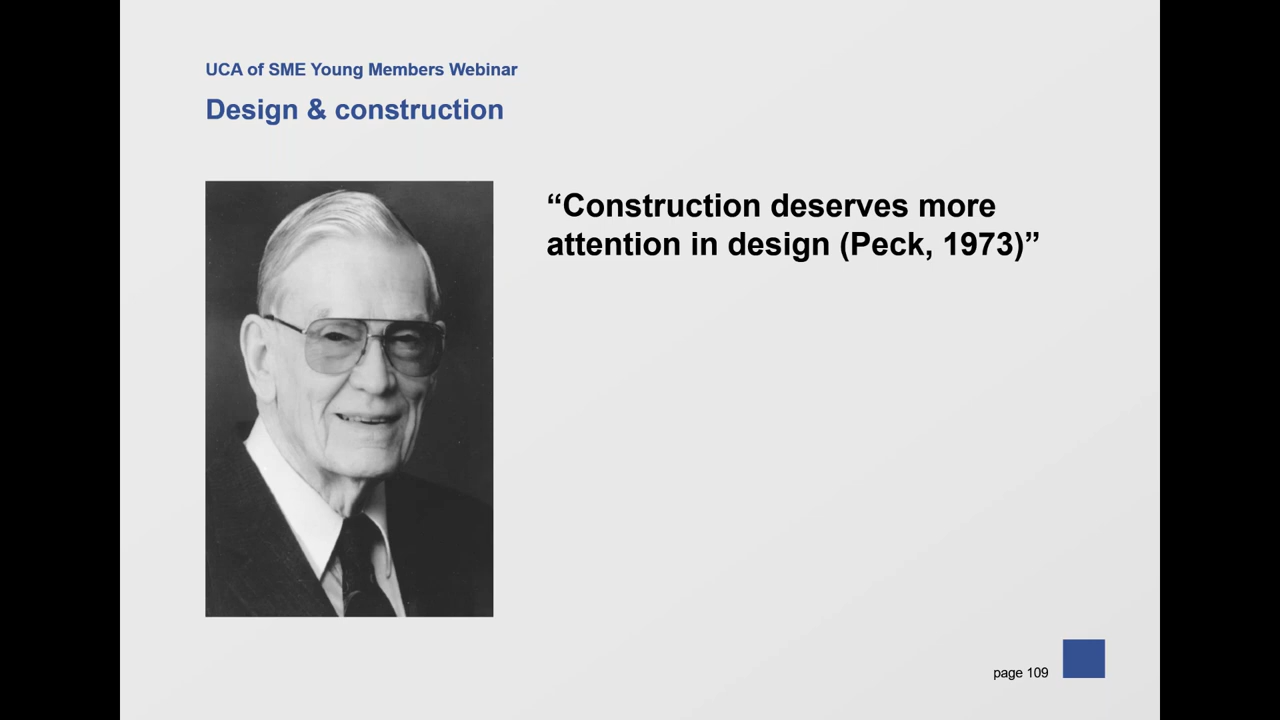 UCA of SME Young Members Webinar
Design & construction
“Construction deserves more
attention in design (Peck, 1973)”
page 109